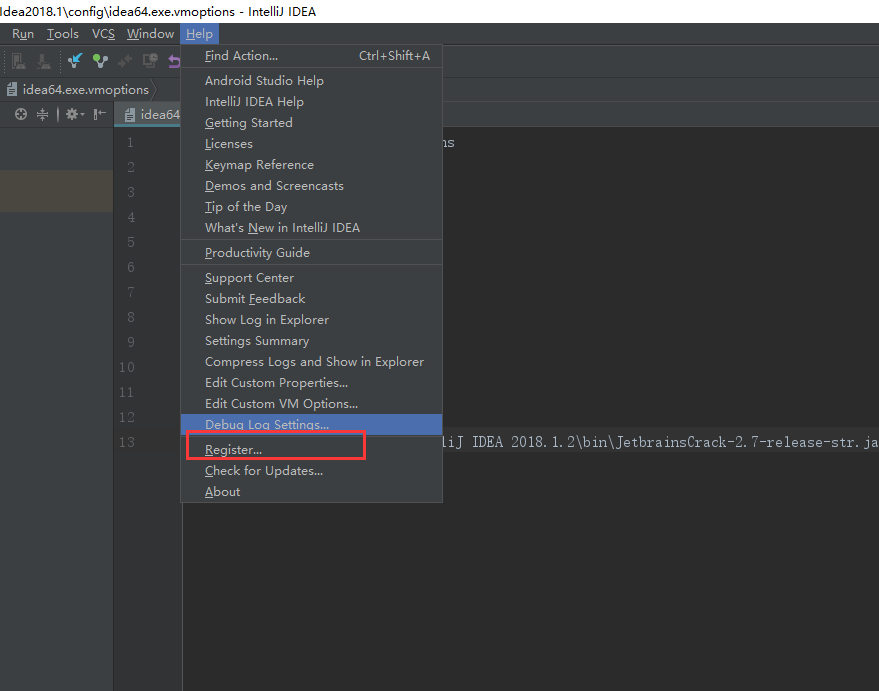 Idea2018.1\config\idea64.exe.vmoptions - IntelliJ IDEA
Run Tools VCS Window Help
Find Action... Ctrl+Shift+A
Android Studio Help
idea64.exe.vmoptions
IntelliJ IDEA Help
idea64
Getting Started
1
ns
Licenses
2
Keymap Reference
3
Demos and Screencasts
4
Tip of the Day
What's New in IntelliJ IDEA
5
Productivity Guide
6
Support Center
7
Submit Feedback
8
Show Log in Explorer
9
Settings Summary
10
Compress Logs and Show in Explorer
11
Edit Custom Properties...
Edit Custom VM Options...
12
Debug Log Settings...
13
liJ IDEA 2018.1.2\bin\JetbrainsCrack-2.7-release-str.ja
Register...
Check for Updates...
About